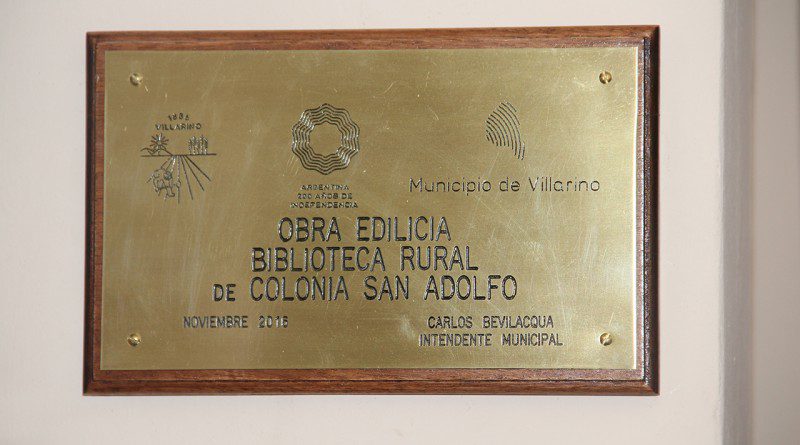 1886
VILLARINO
ARGENTINA
200 AÑOS DE
INDEPENDENCIA
Municipio de Villarino
OBRA EDILICIA
BIBLIOTECA RURAL
DE COLONIA SAN ADOLFO
NOVIEMBRE 2016
CARLOS BEVILACQUA
INTENDENTE MUNICIPAL